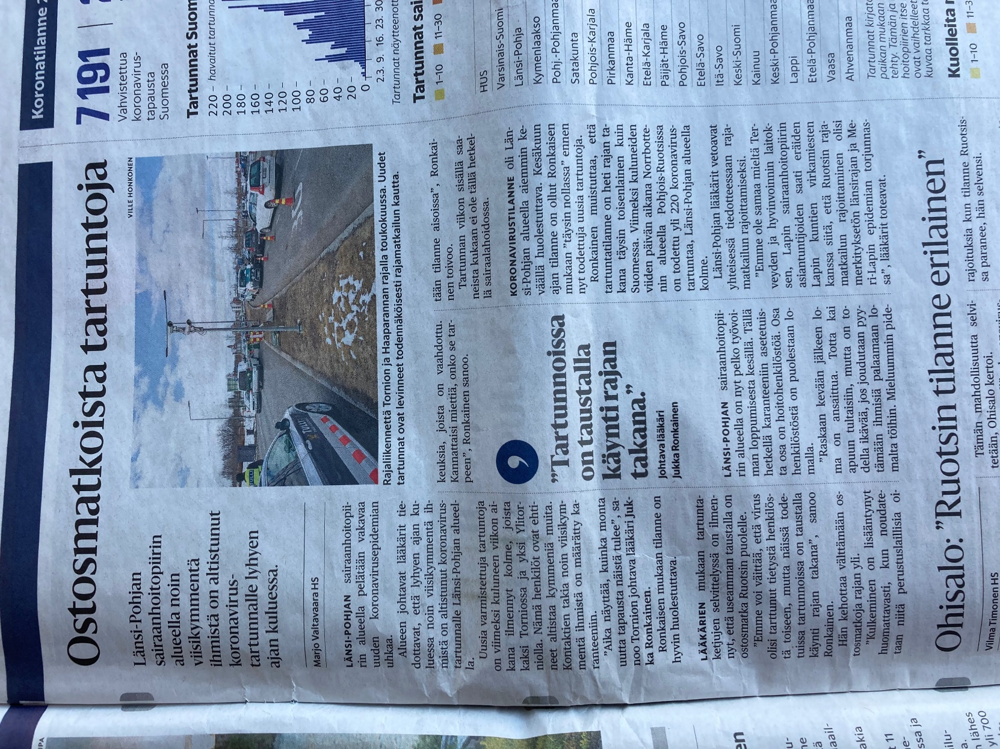 Koronatilanne
Ostosmatkoista tartuntoja
Länsi-Pohjan
sairaanhoitopiirin
alueella noin
viisikymmentä
ihmistä on altistunut
koronavirus-
tartunnalle lyhyen
ajan kuluessa.
Marjo Valtavaara HS
VILLE HONKONEN
TULLI
Rajaliikennettä Tornion ja Haaparannan rajalla toukokuussa. Uudet
tartunnat ovat levinneet todennäköisesti rajamatkailun kautta.
LÄNSI-POHJAN sairaanhoitopii-
rin alueella pelätään vakavaa
uuden koronavirusepidemian
uhkaa.
Alueen johtavat lääkärit tie-
dottavat, että lyhyen ajan ku-
luessa noin viisikymmentä ih-
mistä on altistunut koronavirus-
tartunnalle Länsi-Pohjan alueel-
la.
Uusia varmistettuja tartuntoja
on viimeksi kuluneen viikon ai-
kana ilmennyt kolme, joista
kaksi Torniossa ja yksi Ylitor-
niolla. Nämä henkilöt ovat ehti-
neet altistaa kymmeniä muita.
Kontaktien takia noin viisikym-
mentä ihmistä on määrätty ka-
ranteeniin.
"Aika näyttää, kuinka monta
uutta tapausta näistä tulee", sa-
noo Tornion johtava lääkäri Juk-
ka Ronkainen.
Ronkaisen mukaan tilanne on
hyvin huolestuttava.
LÄÄKÄRIEN mukaan tartunta-
ketjujen selvittelyssä on ilmen-
nyt, että useamman taustalla on
ostosmatka Ruotsin puolelle.
"Emme voi väittää, että virus
olisi tarttunut tietystä henkilös-
tä toiseen, mutta näissä tode-
tuissa tartunnoissa on taustalla
käynti rajan takana", sanoo
Ronkainen.
Hän kehottaa välttämään os-
tosmatkoja rajan yli.
"Kulkeminen on lisääntynyt
huomattavasti, kun noudate-
taan niitä perustuslaillisia oi-
keuksia, joista on vaahdottu.
Kannattaisi miettiä, onko se tar-
peen", Ronkainen sanoo.
"”Tartunnoissa
on taustalla
käynti rajan
takana.”
Johtava lääkäri
Jukka Ronkainen
LÄNSI-POHJAN sairaanhoitopii-
rin alueella on nyt pelko työvoi-
man loppumisesta kesällä. Tällä
hetkellä karanteeniin asetetuis-
ta osa on hoitohenkilöstöä. Osa
henkilöstöstä on puolestaan lo-
malla.
"Raskaan kevään jälkeen lo-
ma on ansaittua. Totta kai
apuun tultaisiin, mutta on to-
della ikävää, jos joudutaan pyy-
tämään ihmisiä palaamaan lo-
malta töihin. Mieluummin pide-
tään tilanne aisoissa", Ronkai-
nen toivoo.
Tartunnan viikon sisällä saa-
neista kukaan ei ole tällä hetkel-
lä sairaalahoidossa.
KORONAVIRUSTILANNE oli Län-
si-Pohjan alueella aiemmin ke-
väällä huolestuttava. Kesäkuun
ajan tilanne on ollut Ronkaisen
mukaan "täysin nollassa" ennen
nyt todettuja uusia tartuntoja.
Ronkainen muistuttaa, että
tartuntatilanne on heti rajan ta-
kana täysin toisenlainen kuin
Suomessa. Viimeksi kuluneiden
viiden päivän aikana Norrbotte-
nin alueella Pohjois-Ruotsissa
on todettu yli 220 koronavirus-
tartuntaa, Länsi-Pohjan alueella
kolme.
Länsi-Pohjan lääkärit vetoavat
yhteisessä tiedotteessaan raja-
matkailun rajoittamiseksi.
"Emme ole samaa mieltä Ter-
veyden ja hyvinvoinnin laitok-
sen, Lapin sairaanhoitopiirin
asiantuntijoiden saati eräiden
Lapin kuntien virkamiesten
kanssa siitä, että Ruotsin raja-
matkailun rajoittaminen olisi
merkityksetön länsirajan ja Me-
ri-Lapin epidemian torjunnas-
sa", lääkärit toteavat.
7191
Vahvistettua
koronavirus-
tapausta
Suomessa
Tartunnat Suom
220 – havaitut tartunna
200 –
180 –
160 –
140 –
120 –
100 –
80 –
60 –
40 –
20 –
0
2.3. 9. 16. 23. 30
Tartunnat näytteenott
Tartunnat sai
1–10 11–30
HUS
Varsinais-Suomi
Länsi-Pohja
Kymenlaakso
Pohj.-Pohjanmaa
Satakunta
Pohjois-Karjala
Pirkanmaa
Kanta-Häme
Etelä-Karjala
Päijät-Häme
Pohjois-Savo
Etelä-Savo
Itä-Savo
Keski-Suomi
Kainuu
Keski-Pohjanmaa
Lappi
Etelä-Pohjanmaa
Vaasa
Ahvenanmaa
Tartunnat kirjata
paikan mukaan
tehty. Tämän ja
hoitopiirien itse
ovat vaihdelleet
kuvaa tarkkaa
Kuolleita
1–10 11–3
Ohisalo: ”Ruotsin tilanne erilainen”
Vilma Timonen HS
Tämän mahdollisuutta selvi-
tetään, Ohisalo kertoi.
rajoituksia kun tilanne Ruotsis-
sa paranee, hän selvensi.